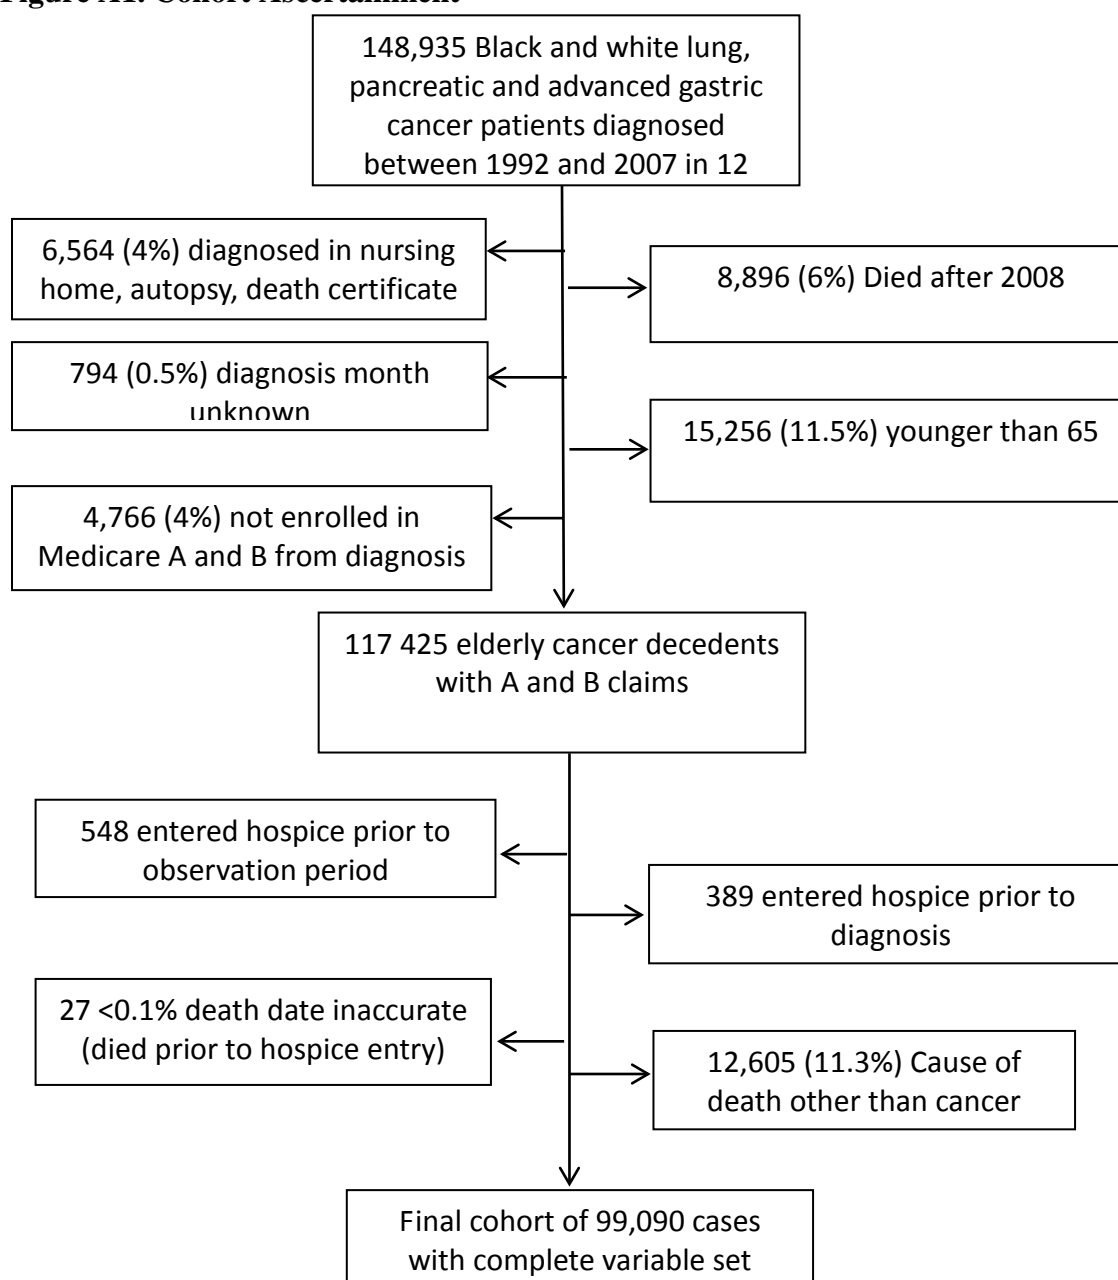 Figure A1: Cohort Ascertainment
148,935 Black and white lung,
pancreatic and advanced gastric
cancer patients diagnosed
between 1992 and 2007 in 12
6,564 (4%) diagnosed in nursing
home, autopsy, death certificate
8,896 (6%) Died after 2008
794 (0.5%) diagnosis month
unknown
15,256 (11.5%) younger than 65
4,766 (4%) not enrolled in
Medicare A and B from diagnosis
117 425 elderly cancer decedents
with A and B claims
548 entered hospice prior to
observation period
389 entered hospice prior to
diagnosis
27 <0.1% death date inaccurate
(died prior to hospice entry)
12,605 (11.3%) Cause of
death other than cancer
Final cohort of 99,090 cases
with complete variable set